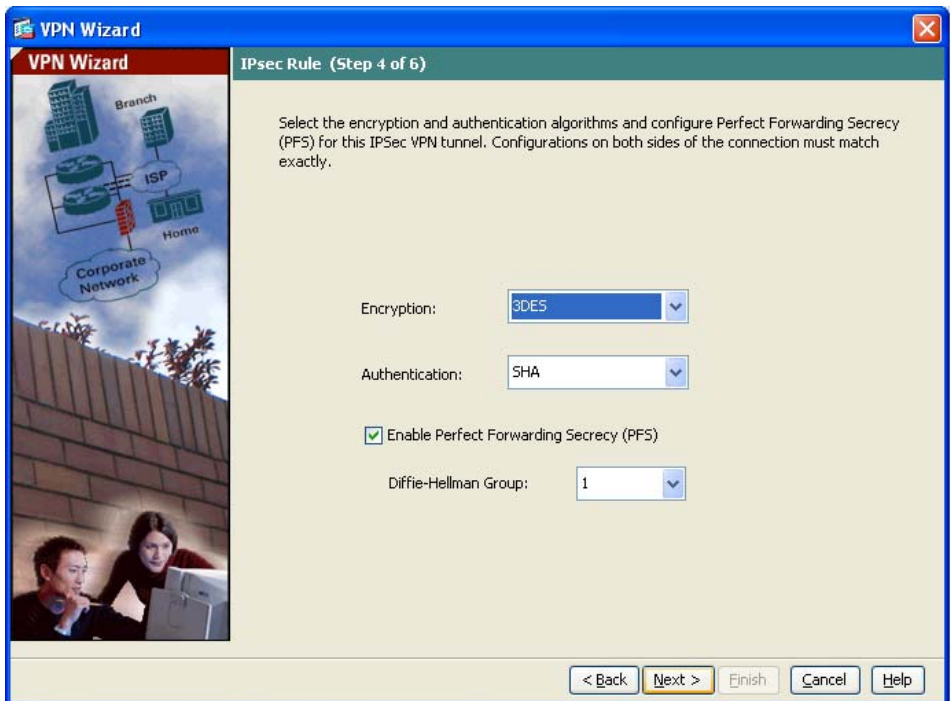 VPN Wizard
VPN Wizard
IPsec Rule (Step 4 of 6)
Branch
ISP
Home
Corporate
Network
Select the encryption and authentication algorithms and configure Perfect Forwarding Secrecy
(PFS) for this IPSec VPN tunnel. Configurations on both sides of the connection must match
exactly.
Encryption: 3DES
Authentication: SHA
Enable Perfect Forwarding Secrecy (PFS)
Diffie-Hellman Group: 1
< Back Next > Finish Cancel Help